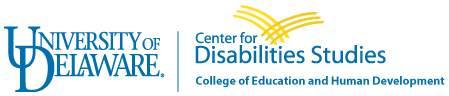 UNIVERSITY OF
DELAWARE®
Center for
Disabilities Studies
College of Education and Human Development